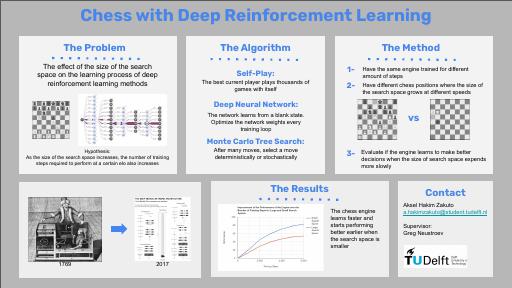 Chess with Deep Reinforcement Learning
The Problem
The effect of the size of the search
space on the learning process of deep
reinforcement learning methods
Hypothesis:
As the size of the search space increases, the number of training
steps required to perform at a certain elo also increases
The Algorithm
Self-Play:
The best current player plays thousands of
games with itself
Deep Neural Network:
The network learns from a blank state.
Optimize the network weights every
training loop
Monte Carlo Tree Search:
After many moves, select a move
deterministically or stochastically
The Method
1- Have the same engine trained for different
amount of steps
2- Have different chess positions where the size of
the search space grows at different speeds
VS
3- Evaluate if the engine learns to make better
decisions when the size of search space expends
more slowly
1769
2017
The Results
The chess engine
learns faster and
starts performing
better earlier when
the search space is
smaller
Contact
Aksel Hakim Zakuto
a.hakimzakuto@student.tudelft.nl
Supervisor:
Greg Neustroev
TUDelft